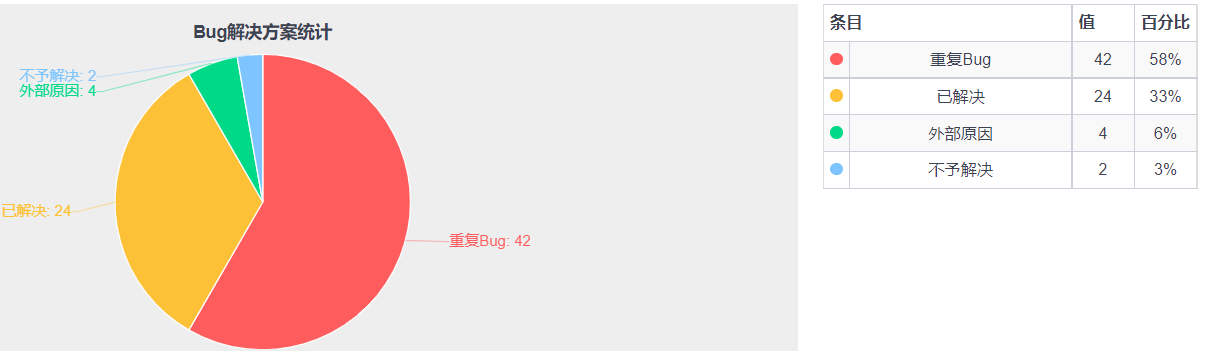 Bug解决方案统计
不予解决: 2
外部原因: 4
已解决: 24
重复Bug: 42
条目 值 百分比
重复Bug 42 58%
已解决 24 33%
外部原因 4 6%
不予解决 2 3%